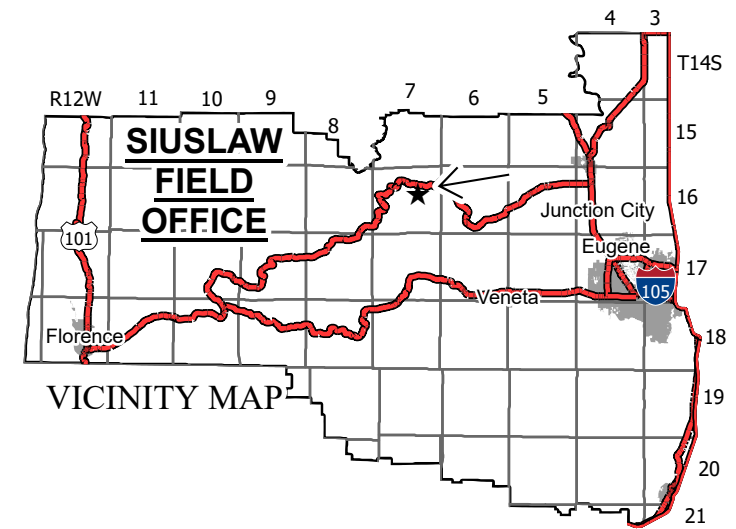 4 3
T14S
7
R12W 11 10 9 6 5
8
15
SIUSLAW
FIELD
OFFICE
16
Junction City
101
Eugene
17
105
Veneta
Florence
18
VICINITY MAP
19
20
21